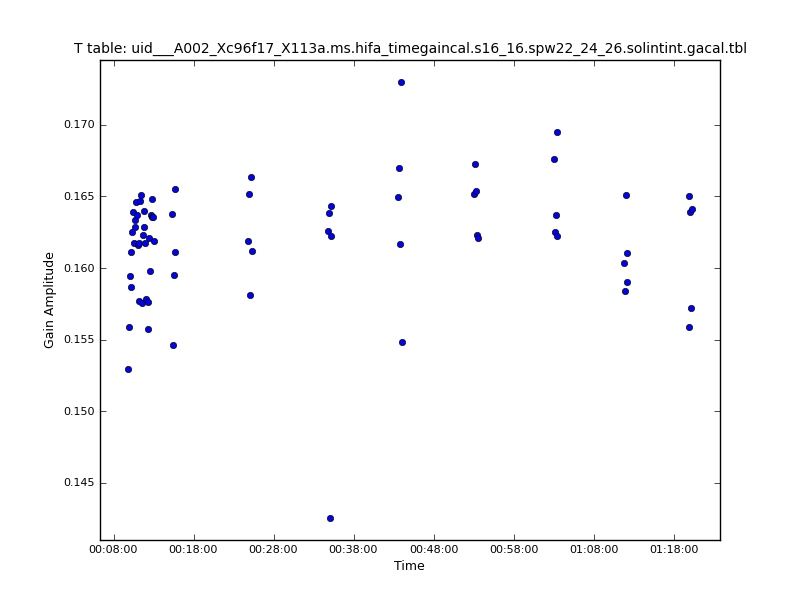 T table: uid___A002_Xc96f17_X113a.ms.hifa_timegaincal.s16_16.spw22_24_26.solintint.gacal.tbl
0.170
0.165
0.160
0.155
0.150
0.145
Gain Amplitude
00:08:00 00:18:00 00:28:00 00:38:00 00:48:00 00:58:00 01:08:00 01:18:00
Time